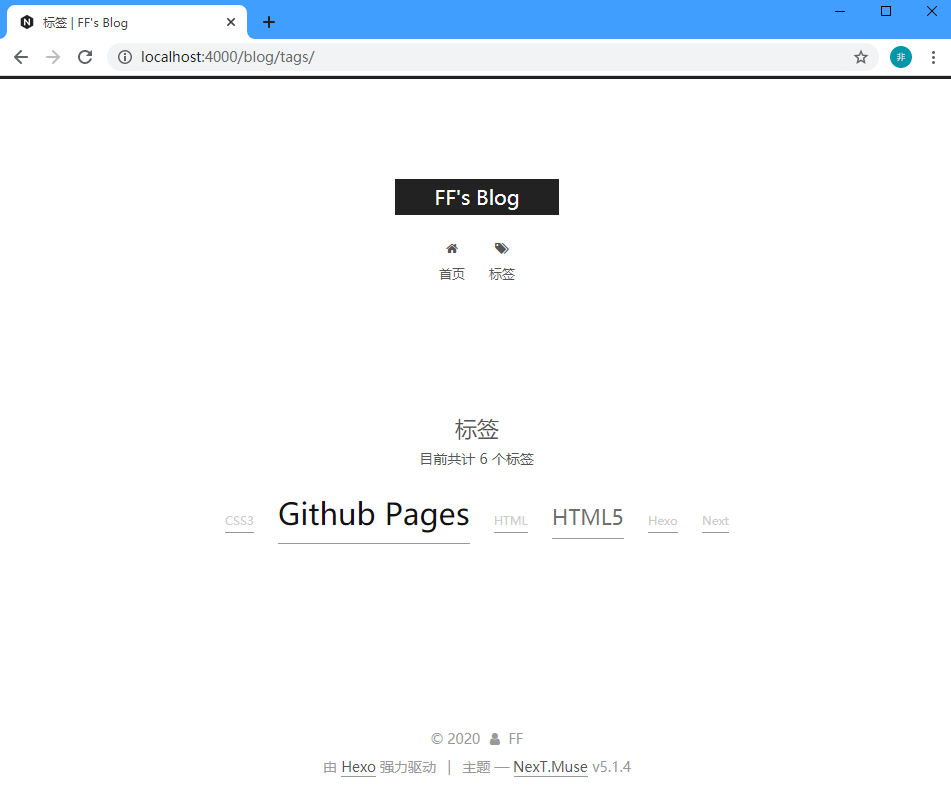 标签 | FF's Blog
localhost:4000/blog/tags/
非
FF's Blog
首页 标签
标签
目前共计 6 个标签
CSS3 Github Pages HTML HTML5 Hexo Next
© 2020 FF
由 Hexo 强力驱动 | 主题 — NexT.Muse v5.1.4